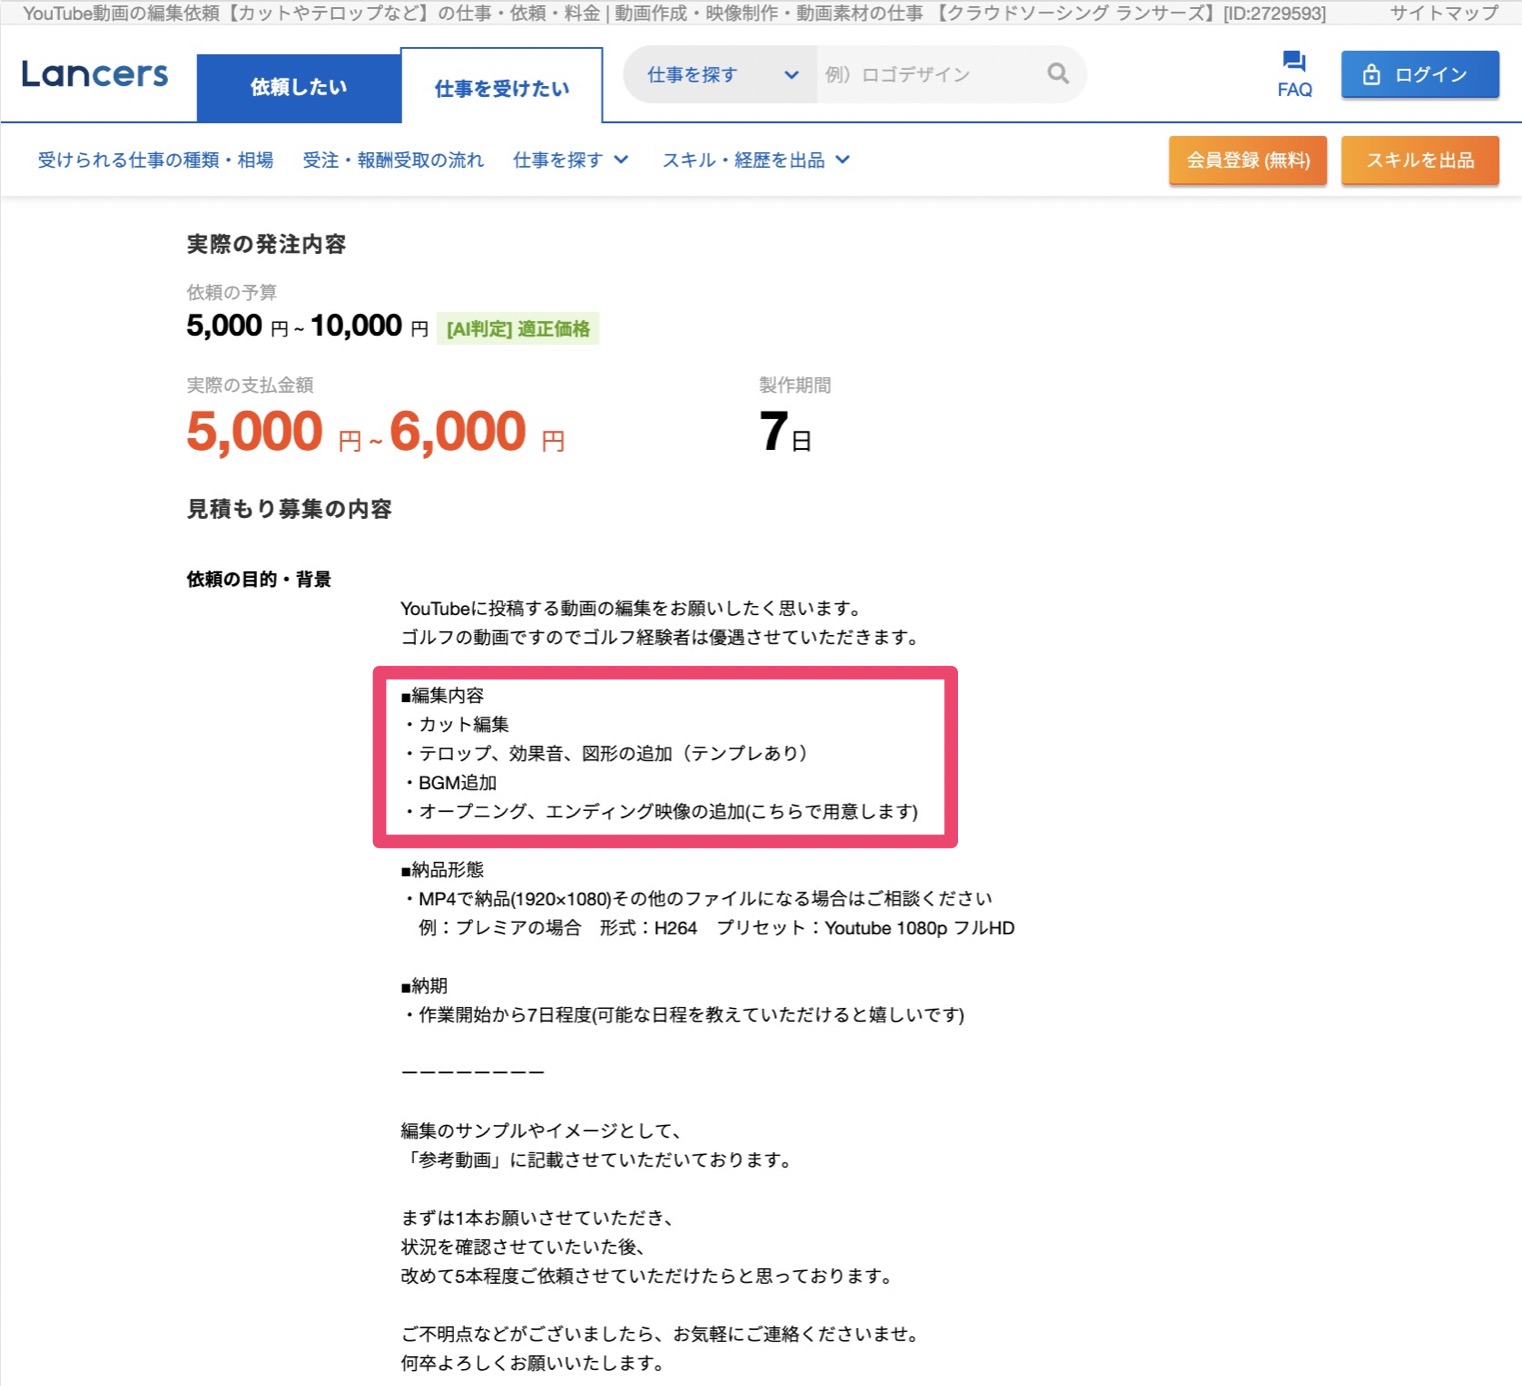 YouTube動画の編集依頼【カットやテロップなど】の仕事・依頼・料金 | 動画作成・映像制作・動画素材の仕事 【クラウドソーシング ランサーズ】[ID:2729593]
サイトマップ
Lancers
依頼したい
仕事を受けたい
仕事を探す
例）ロゴデザイン
FAQ
ログイン
受けられる仕事の種類・相場
受注・報酬受取の流れ
仕事を探す
スキル・経歴を出品
会員登録 (無料)
スキルを出品
実際の発注内容
依頼の予算
5,000 円 ~ 10,000 円 [AI判定] 適正価格
実際の支払金額
5,000 円 ~ 6,000 円
製作期間
7日
見積もり募集の内容
依頼の目的・背景
YouTubeに投稿する動画の編集をお願いしたく思います。
ゴルフの動画ですのでゴルフ経験者は優遇させていただきます。
■編集内容
・カット編集
・テロップ、効果音、図形の追加（テンプレあり）
・BGM追加
・オープニング、エンディング映像の追加(こちらで用意します)
■納品形態
・MP4で納品(1920×1080)その他のファイルになる場合はご相談ください
例：プレミアの場合　形式：H264　プリセット：Youtube 1080p フルHD
■納期
・作業開始から7日程度(可能な日程を教えていただけると嬉しいです)
ーーーーーーーー
編集のサンプルやイメージとして、
「参考動画」に記載させていただいております。
まずは1本お願いさせていただき、
状況を確認させていたいた後、
改めて5本程度ご依頼させていただけたらと思っております。
ご不明点などがございましたら、お気軽にご連絡くださいませ。
何卒よろしくお願いいたします。